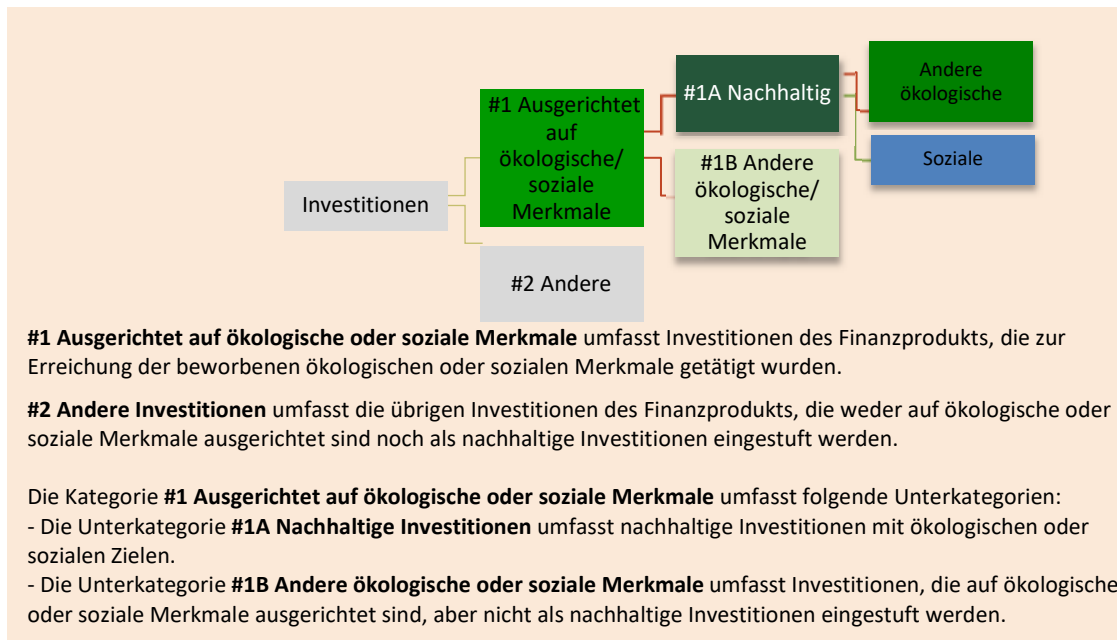 Andere
ökologische
#1A Nachhaltig
#1 Ausgerichtet
auf
ökologische/
soziale
Merkmale
Soziale
#1B Andere
ökologische/
soziale
Merkmale
Investitionen
#2 Andere
#1 Ausgerichtet auf ökologische oder soziale Merkmale umfasst Investitionen des Finanzprodukts, die zur
Erreichung der beworbenen ökologischen oder sozialen Merkmale getätigt wurden.
#2 Andere Investitionen umfasst die übrigen Investitionen des Finanzprodukts, die weder auf ökologische oder
soziale Merkmale ausgerichtet sind noch als nachhaltige Investitionen eingestuft werden.
Die Kategorie #1 Ausgerichtet auf ökologische oder soziale Merkmale umfasst folgende Unterkategorien:
- Die Unterkategorie #1A Nachhaltige Investitionen umfasst nachhaltige Investitionen mit ökologischen oder
sozialen Zielen.
- Die Unterkategorie #1B Andere ökologische oder soziale Merkmale umfasst Investitionen, die auf ökologische
oder soziale Merkmale ausgerichtet sind, aber nicht als nachhaltige Investitionen eingestuft werden.